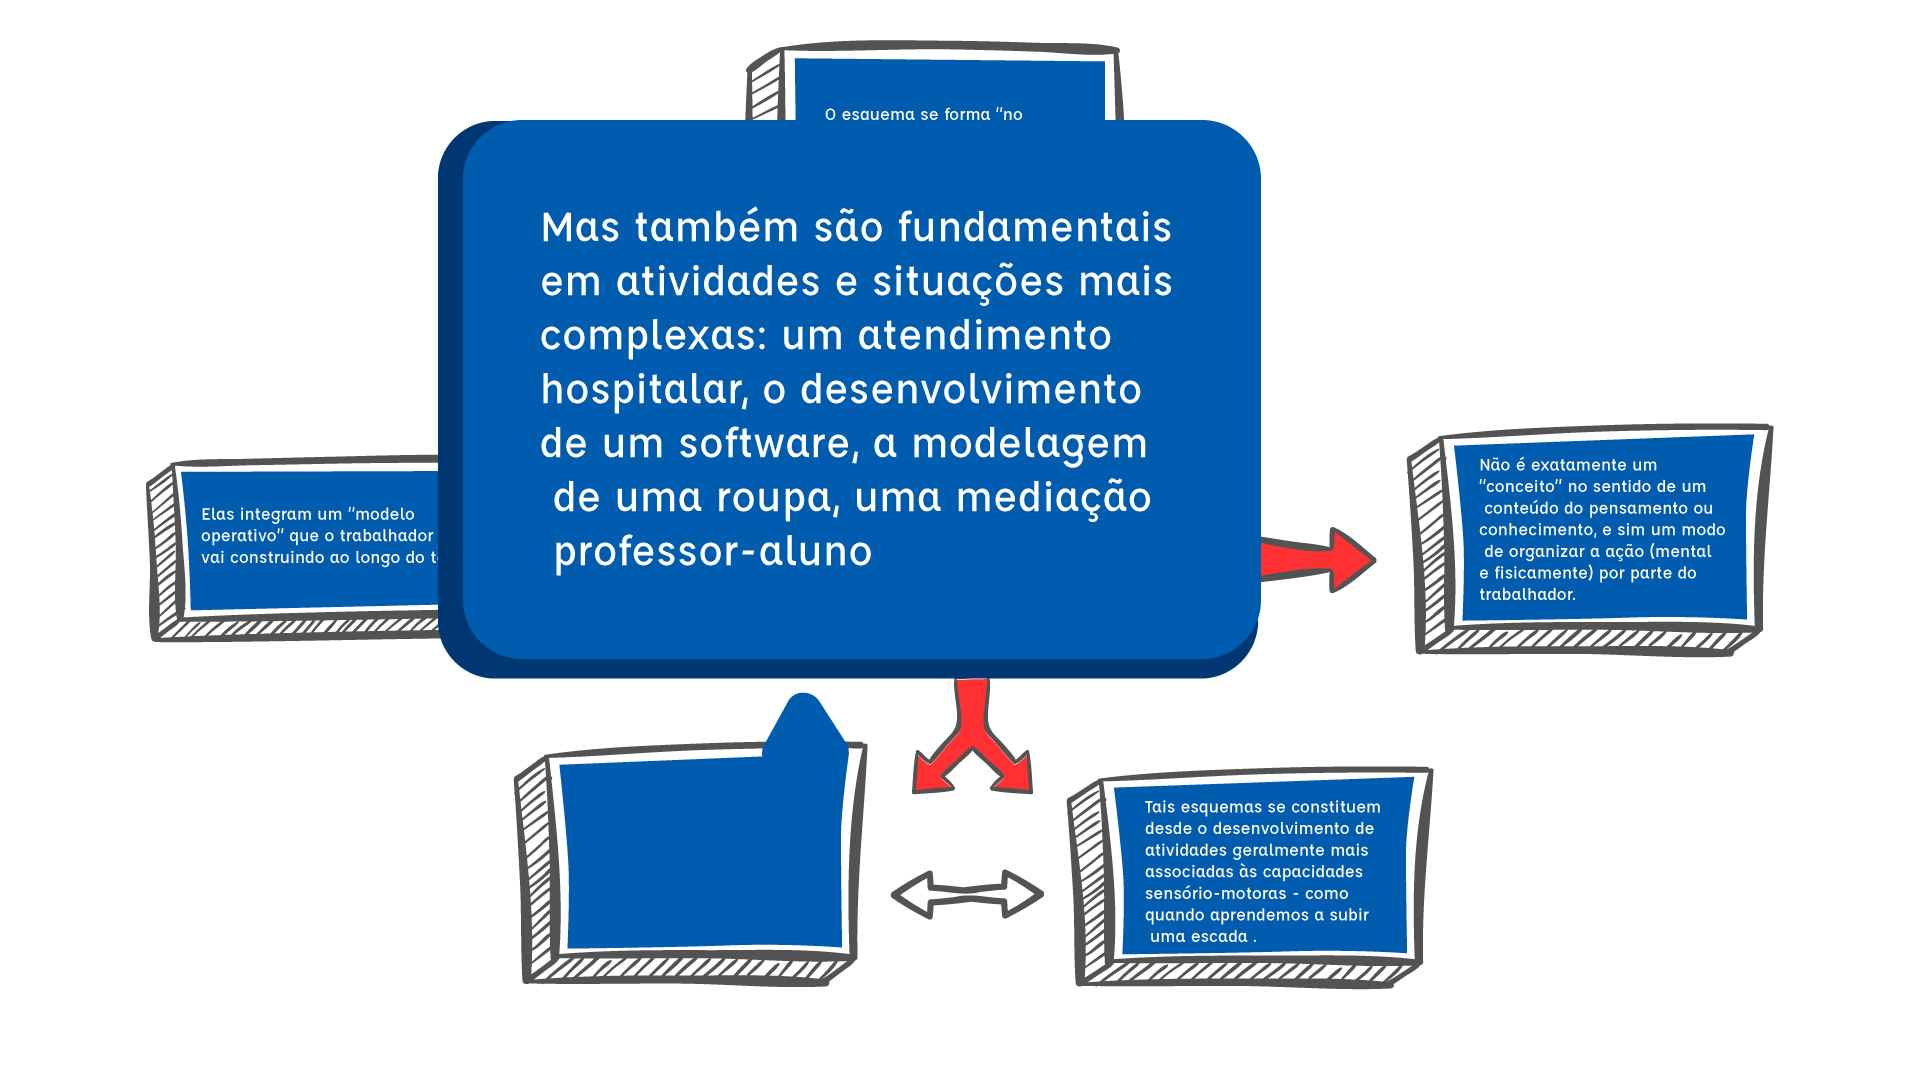 O esquema se forma "no
Mas também são fundamentais
em atividades e situações mais
complexas: um atendimento
hospitalar, o desenvolvimento
de um software, a modelagem
de uma roupa, uma mediação
professor-aluno
Elas integram um "modelo
operativo" que o trabalhador
vai construindo ao longo do
Não é exatamente um
"conceito" no sentido de um
conteúdo do pensamento ou
conhecimento, e sim um modo
de organizar a ação (mental
e fisicamente) por parte do
trabalhador.
Tais esquemas se constituem
desde o desenvolvimento de
atividades geralmente mais
associadas às capacidades
sensório-motoras - como
quando aprendemos a subir
uma escada .